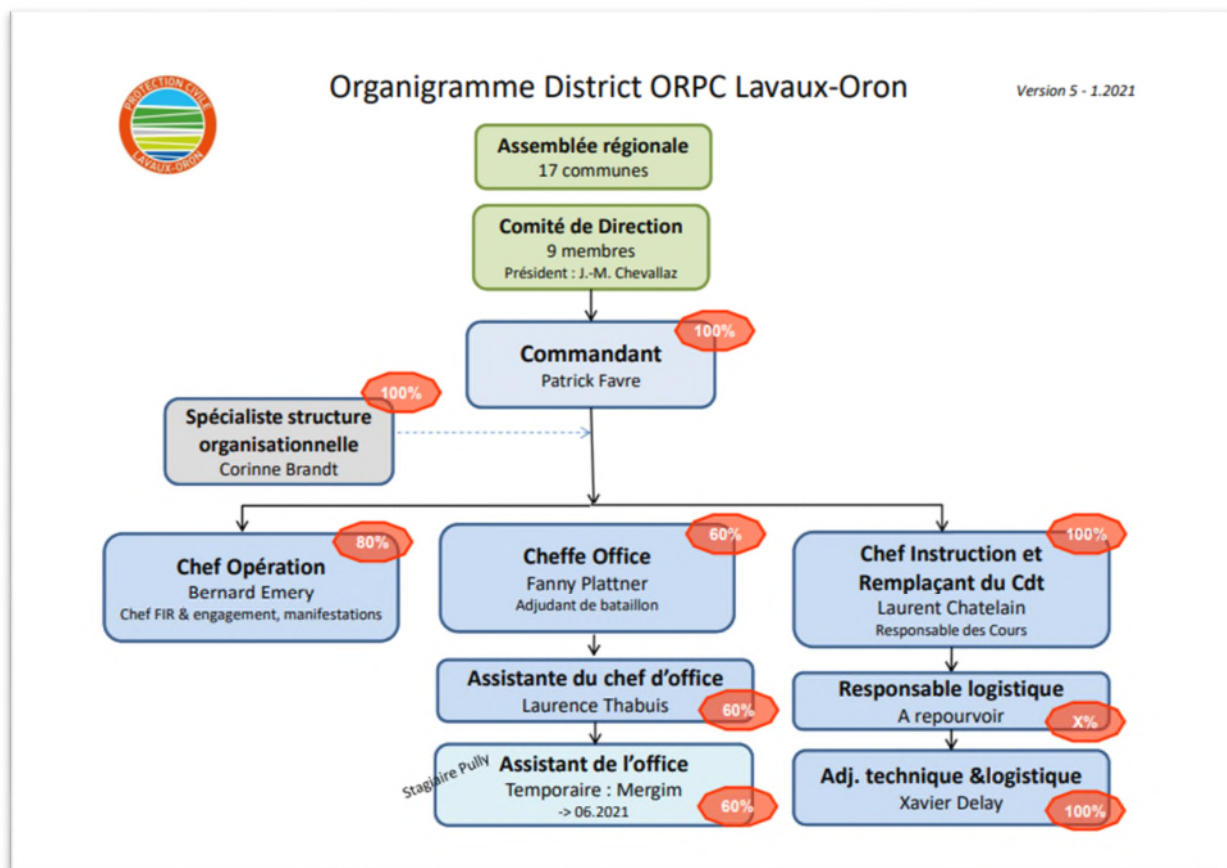 PROTECTION CIVILE
LAVAUX-ORON
Organigramme District ORPC Lavaux-Oron
Version 5 - 1.2021
Assemblée régionale
17 communes
Comité de Direction
9 membres
Président : J.-M. Chevallaz
100%
Commandant
Patrick Favre
100%
Spécialiste structure
organisationnelle
Corinne Brandt
80%
Chef Opération
Bernard Emery
Chef FIR & engagement, manifestations
60%
Cheffe Office
Fanny Plattner
Adjudant de bataillon
100%
Chef Instruction et
Remplaçant du Cdt
Laurent Chatelain
Responsable des Cours
Assistante du chef d'office
Laurence Thabuis
60%
Responsable logistique
A repourvoir
X%
Stagiaire Pully
Assistant de l'office
Temporaire : Mergim
-> 06.2021
60%
Adj. technique &logistique
Xavier Delay
100%